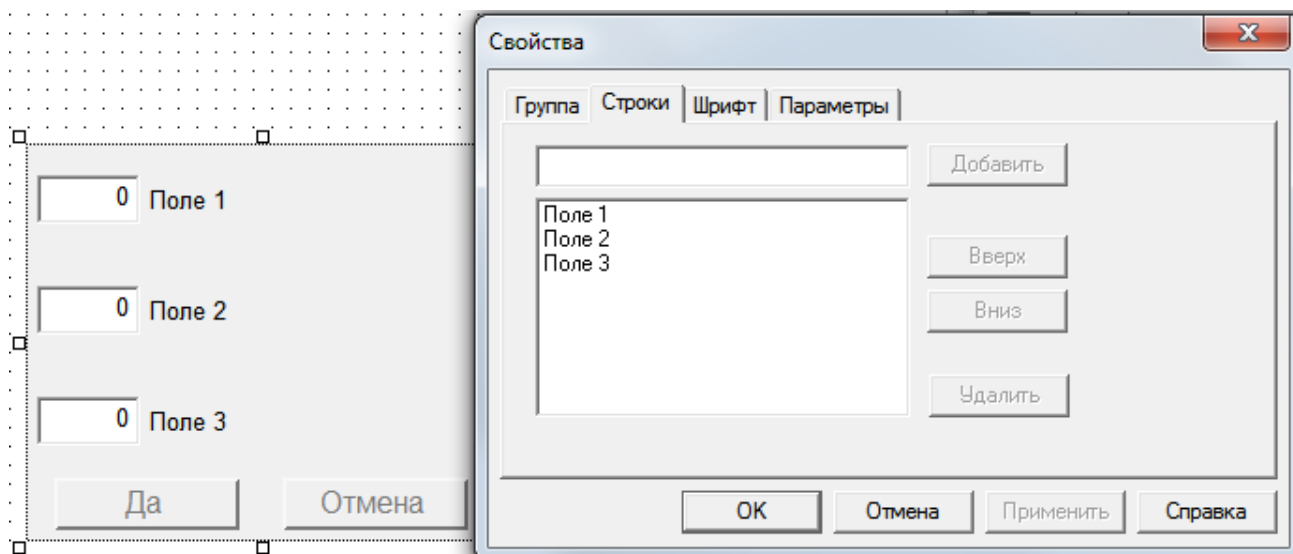 0 Поле 1
0 Поле 2
0 Поле 3
Да Отмена
Свойства
Группа Строки Шрифт Параметры
Добавить
Поле 1
Поле 2
Поле 3
Вверх
Вниз
Удалить
ОК Отмена Применить Справка